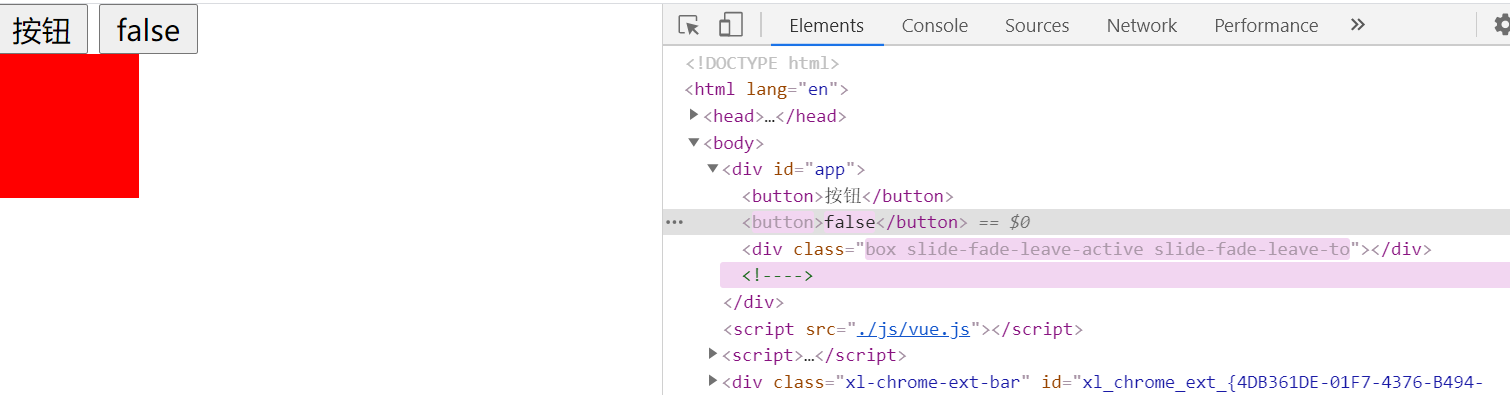 按钮 false
Elements Console Sources Network Performance
<!DOCTYPE html>
<html lang="en">
<head>…</head>
<body>
<div id="app">
<button>按钮</button>
<button>false</button> == $0
<div class="box slide-fade-leave-active slide-fade-leave-to"></div>
<!---->
</div>
<script src="./js/vue.js"></script>
<script>…</script>
<div class="xl-chrome-ext-bar" id="xl_chrome_ext_{4DB361DE-01F7-4376-B494-